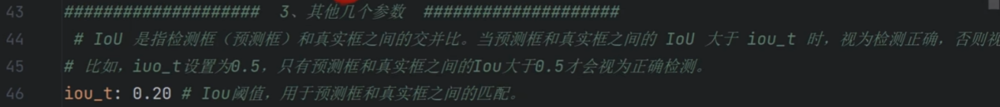 43 #################### 3、其他几个参数 ####################
44 # IoU 是指检测框（预测框）和真实框之间的交并比。当预测框和真实框之间的 IoU 大于 iou_t 时，视为检测正确，否则视
45 # 比如，iuo_t设置为0.5，只有预测框和真实框之间的Iou大于0.5才会视为正确检测。
46 iou_t: 0.20 # Iou阈值，用于预测框和真实框之间的匹配。